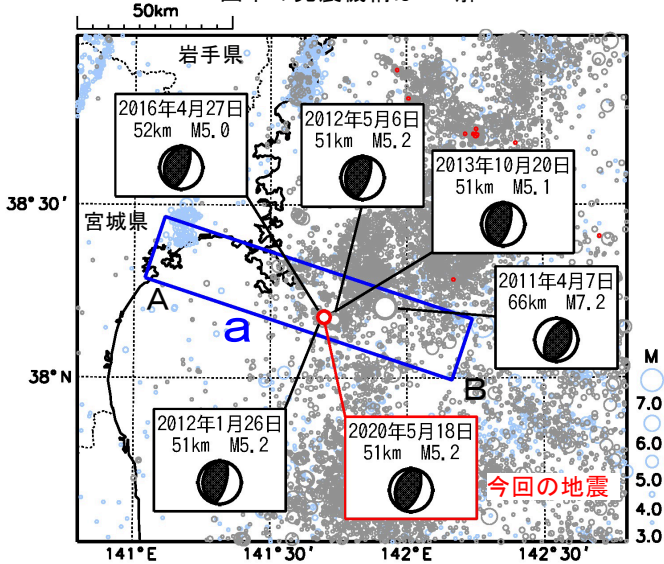 50km
岩手県
2016年4月27日
52km M5.0
2012年5月6日
51km M5.2
2013年10月20日
51km M5.1
38°30'
宮城県
2011年4月7日
66km M7.2
A
a
B
38°N
M
7.0
6.0
5.0
4.0
3.0
2012年1月26日
51km M5.2
2020年5月18日
51km M5.2
今回の地震
141°E
141°30'
142°E
142°30'